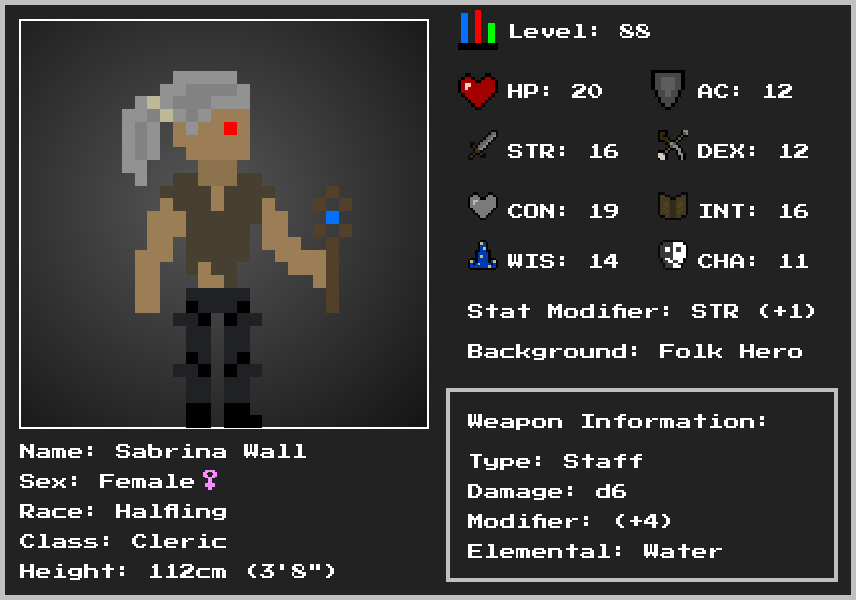 Level: 88
HP: 20 AC: 12
STR: 16 DEX: 12
CON: 19 INT: 16
WIS: 14 CHA: 11
Stat Modifier: STR (+1)
Background: Folk Hero
Weapon Information:
Type: Staff
Damage: d6
Modifier: (+4)
Elemental: Water
Name: Sabrina Wall
Sex: Female♀
Race: Halfling
Class: Cleric
Height: 112cm (3'8")